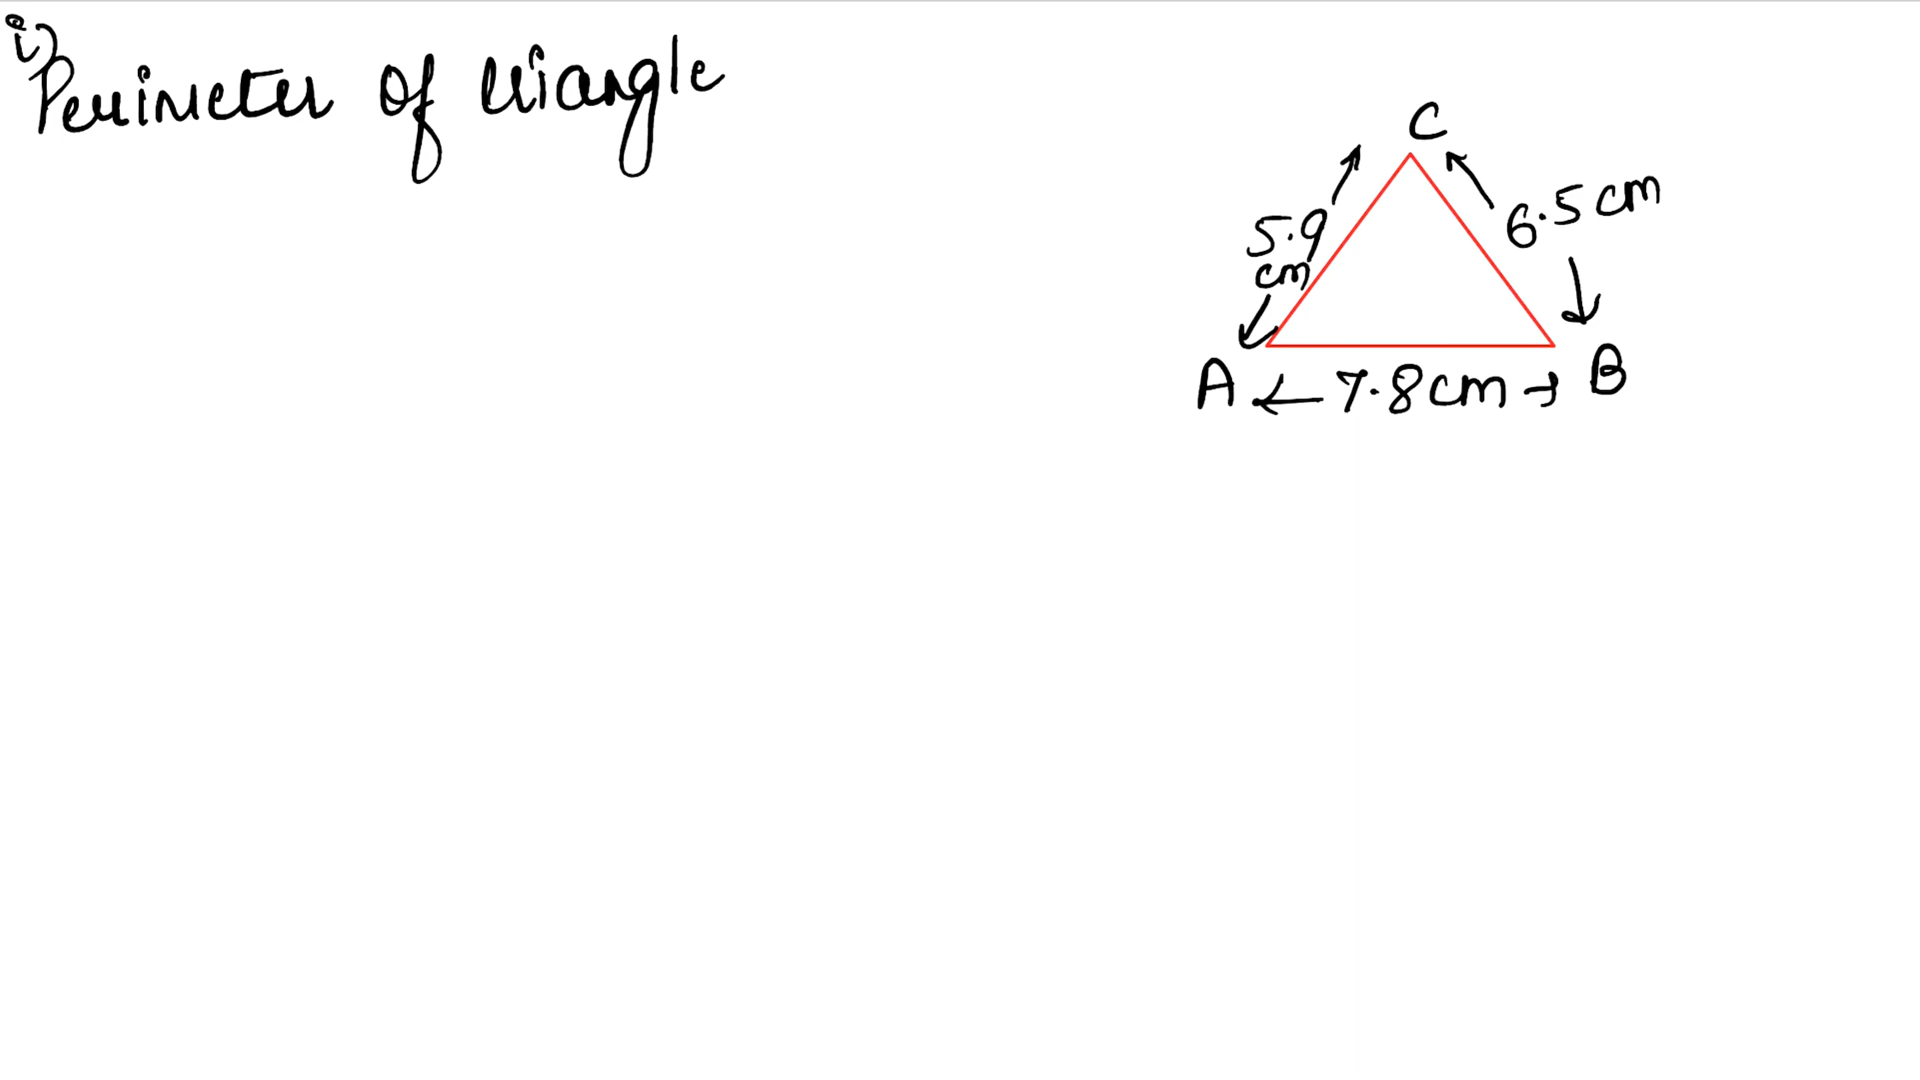 i)
Perimeter of triangle
C
5.9
cm
6.5 cm
A ← 7.8 cm → B